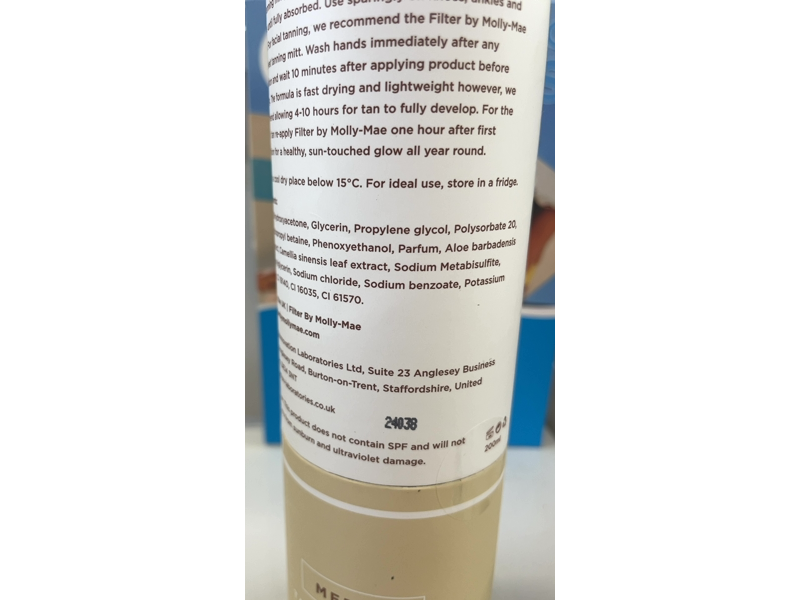 fully absorbed. Use sparingly ankles and
facial tanning, we recommend the Filter by Molly-Mae
tanning mitt. Wash hands immediately after any
and wait 10 minutes after applying product before
The formula is fast drying and lightweight however, we
allowing 4-10 hours for tan to fully develop. For the
re-apply Filter by Molly-Mae one hour after first
for a healthy, sun-touched glow all year round.
dry place below 15°C. For ideal use, store in a fridge.
Glycerin, Propylene glycol, Polysorbate 20,
betaine, Phenoxyethanol, Parfum, Aloe barbadensis
Camellia sinensis leaf extract, Sodium Metabisulfite,
Sodium chloride, Sodium benzoate, Potassium
CI 16035, CI 61570.
| Filter By Molly-Mae
Laboratories Ltd, Suite 23 Anglesey Business
Road, Burton-on-Trent, Staffordshire, United
24038
product does not contain SPF and will not
sunburn and ultraviolet damage.
200ml